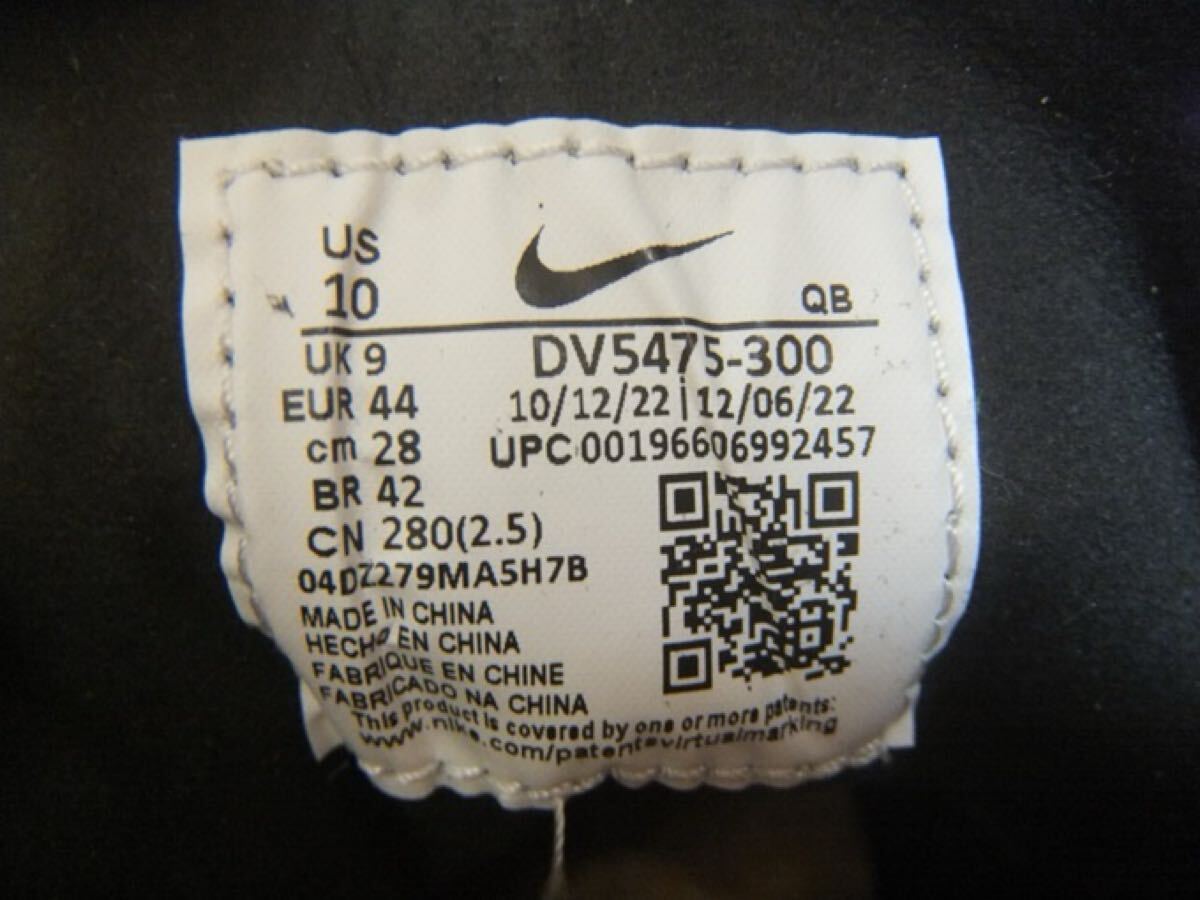 US
10
QB
UK 9
DV5475-300
EUR 44
10/12/22 | 12/06/22
cm 28
UPC 00196606992457
BR 42
CN 280(2.5)
04DZ279MA5H7B
MADE IN CHINA
HECHO EN CHINA
FABRIQUE EN CHINE
FABRICADO NA CHINA
This product is covered by one or more patents:
www.nike.com/patentsvirtualmarking